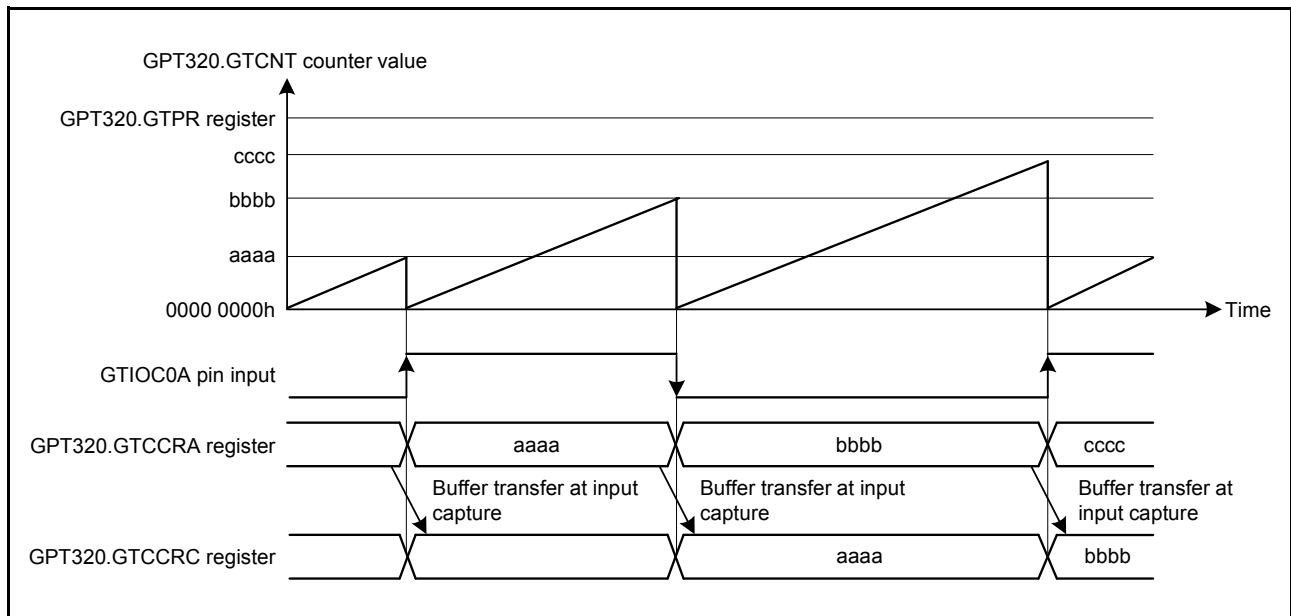 GPT320.GTCNT counter value
GPT320.GTPR register
cccc
bbbb
aaaa
0000 0000h
Time
GTIOC0A pin input
GPT320.GTCCRA register
aaaa
bbbb
cccc
Buffer transfer at input
capture
Buffer transfer at input
capture
Buffer transfer at
input capture
GPT320.GTCCRC register
aaaa
bbbb